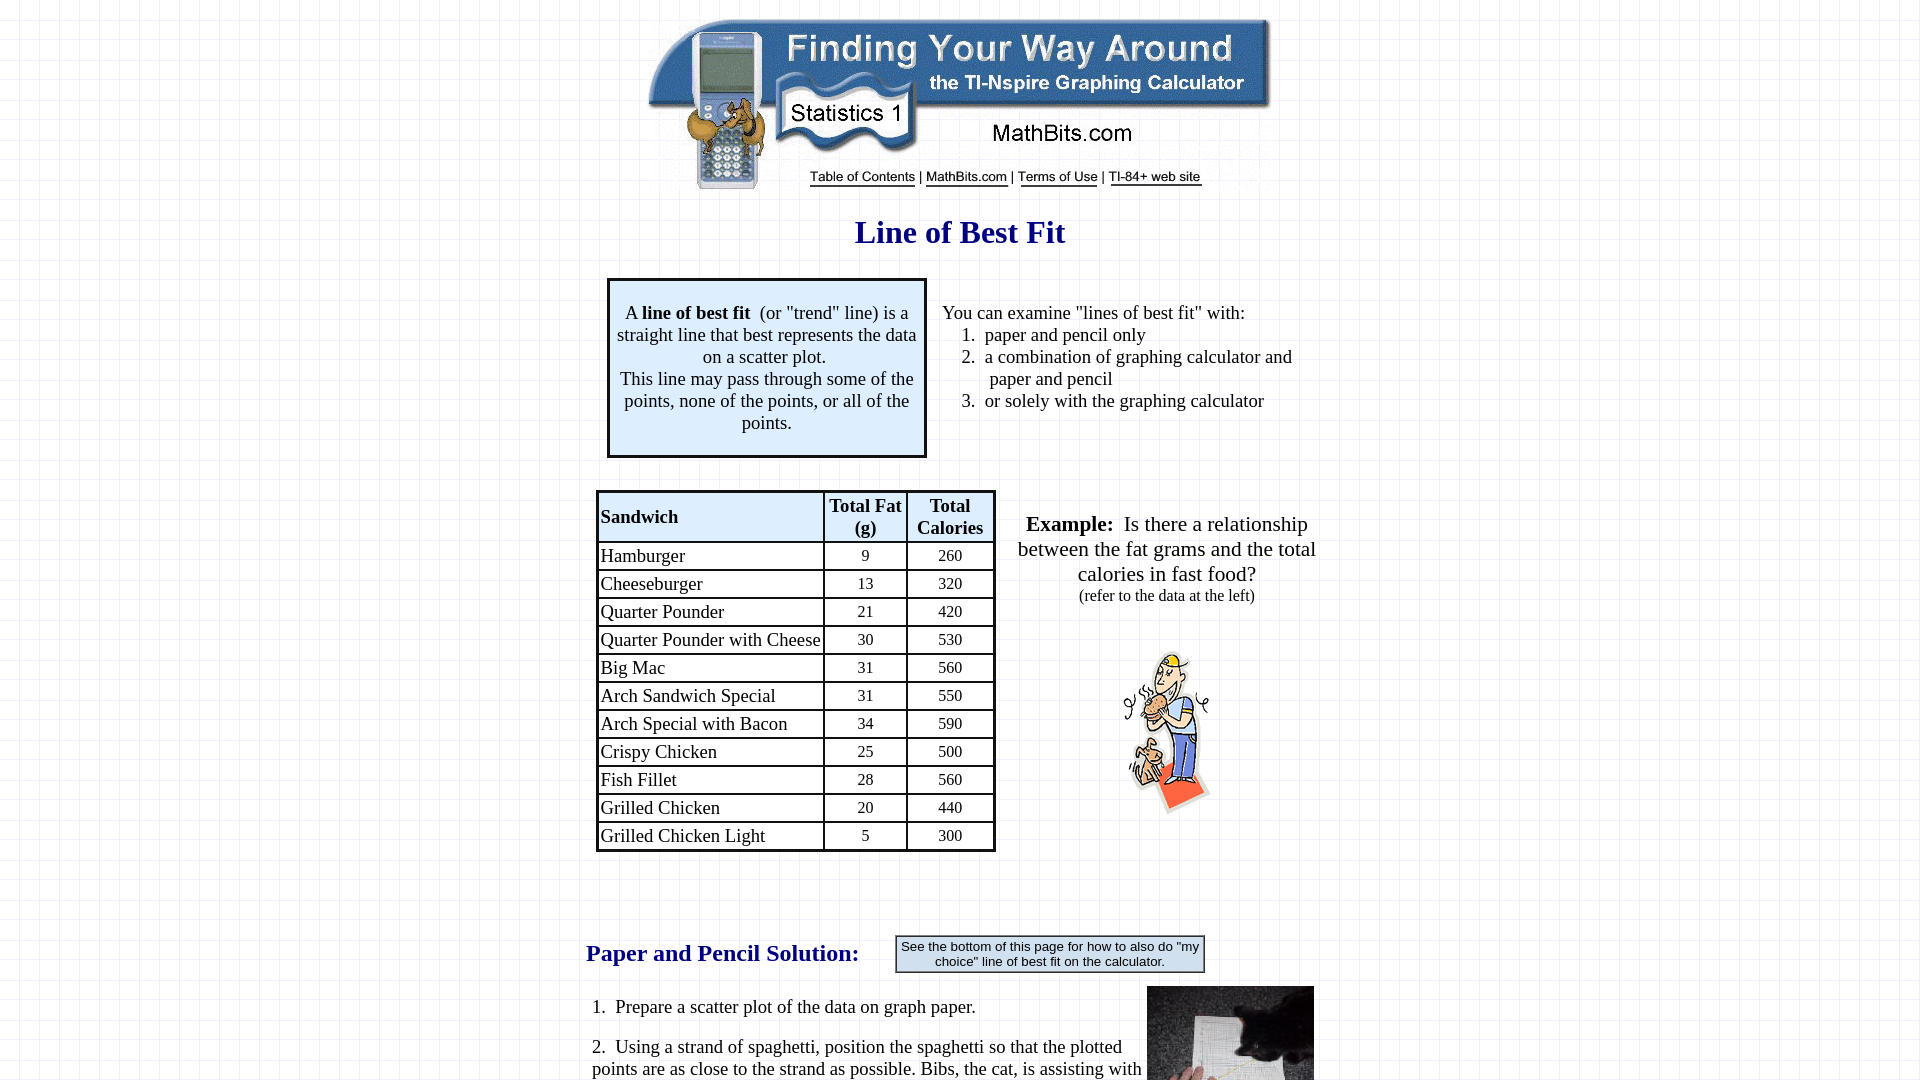 Finding Your Way Around
the TI-Nspire Graphing Calculator
Statistics 1
MathBits.com
Table of Contents | MathBits.com | Terms of Use | TI-84+ web site
Line of Best Fit
A line of best fit (or "trend" line) is a
straight line that best represents the data
on a scatter plot.
This line may pass through some of the
points, none of the points, or all of the
points.
You can examine "lines of best fit" with:
1. paper and pencil only
2. a combination of graphing calculator and
paper and pencil
3. or solely with the graphing calculator
Sandwich Total Fat (g) Total Calories
Hamburger 9 260
Cheeseburger 13 320
Quarter Pounder 21 420
Quarter Pounder with Cheese 30 530
Big Mac 31 560
Arch Sandwich Special 31 550
Arch Special with Bacon 34 590
Crispy Chicken 25 500
Fish Fillet 28 560
Grilled Chicken 20 440
Grilled Chicken Light 5 300
Example: Is there a relationship
between the fat grams and the total
calories in fast food?
(refer to the data at the left)
Paper and Pencil Solution:
See the bottom of this page for how to also do "my
choice" line of best fit on the calculator.
1. Prepare a scatter plot of the data on graph paper.
2. Using a strand of spaghetti, position the spaghetti so that the plotted
points are as close to the strand as possible. Bibs, the cat, is assisting with